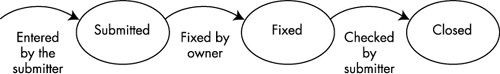 Submitted
Fixed
Closed
Entered
by the
submitter
Fixed by
owner
Checked
by
submitter